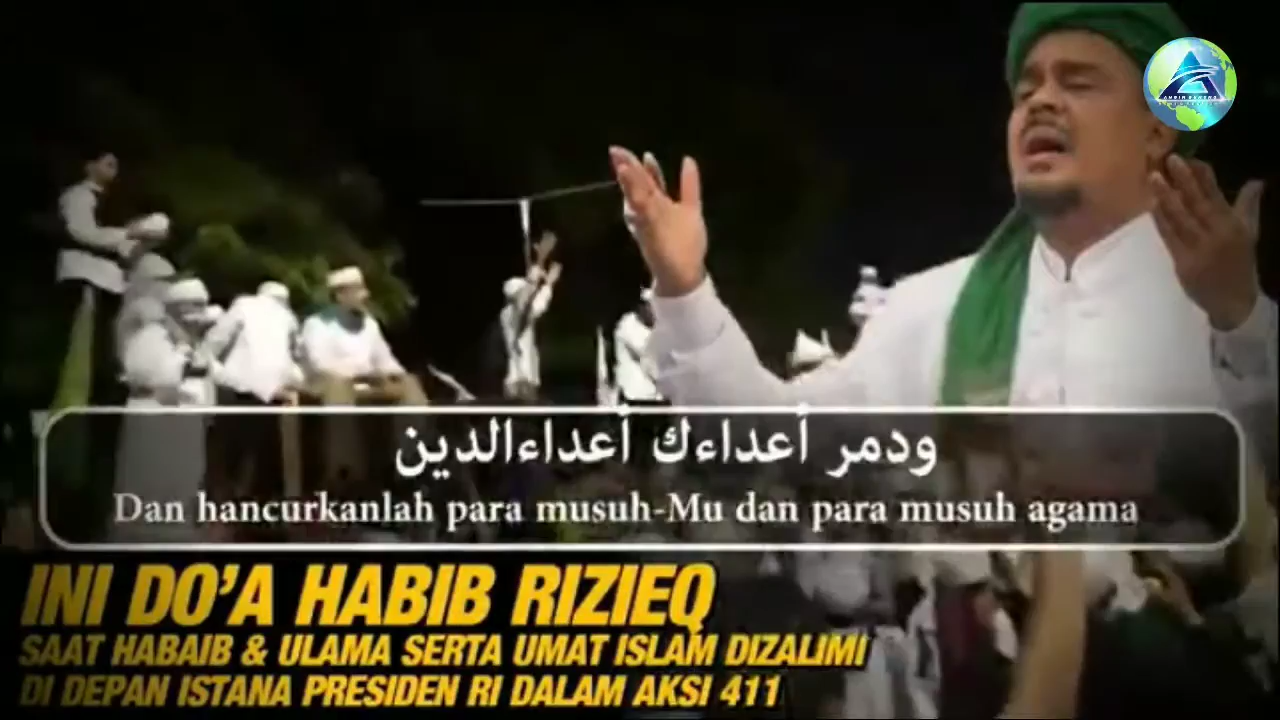 ودمر أعداءك أعداءالدين
Dan hancurkanlah para musuh-Mu dan para musuh agama
INI DO'A HABIB RIZIEQ
SAAT HABAIB & ULAMA SERTA UMAT ISLAM DIZALIMI
DI DEPAN ISTANA PRESIDEN RI DALAM AKSI 411